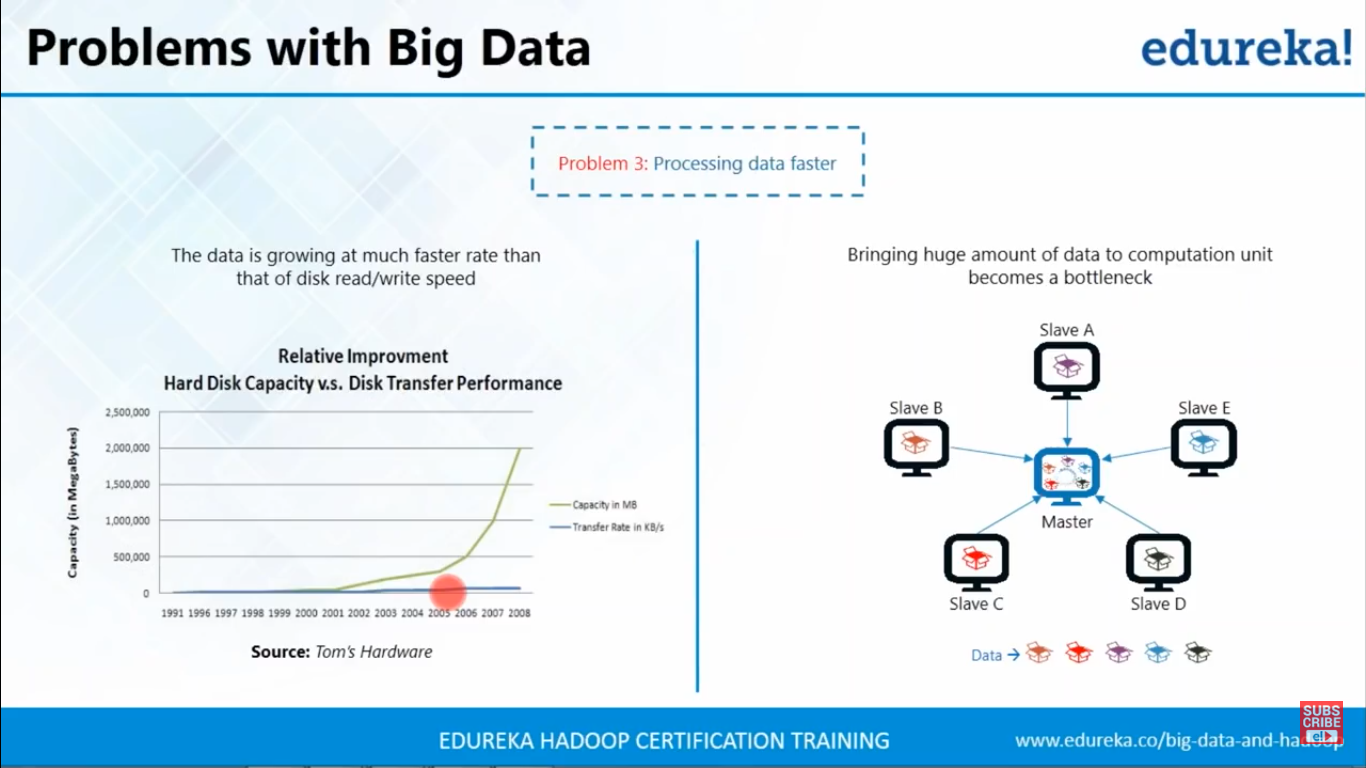 Problems with Big Data
edureka!
Problem 3: Processing data faster
The data is growing at much faster rate than
that of disk read/write speed
Relative Improvment
Hard Disk Capacity v.s. Disk Transfer Performance
Capacity (in MegaBytes)
2,500,000
2,000,000
1,500,000
1,000,000
500,000
0
1991 1996 1997 1998 1999 2000 2001 2002 2003 2004 2005 2006 2007 2008
Capacity in MB
Transfer Rate in KB/s
Source: Tom's Hardware
Bringing huge amount of data to computation unit
becomes a bottleneck
Slave A
Slave B
Slave E
Master
Slave C
Slave D
Data →
EDUREKA HADOOP CERTIFICATION TRAINING
www.edureka.co/big-data-and-hadoop
SUBS
CRIBE
e!